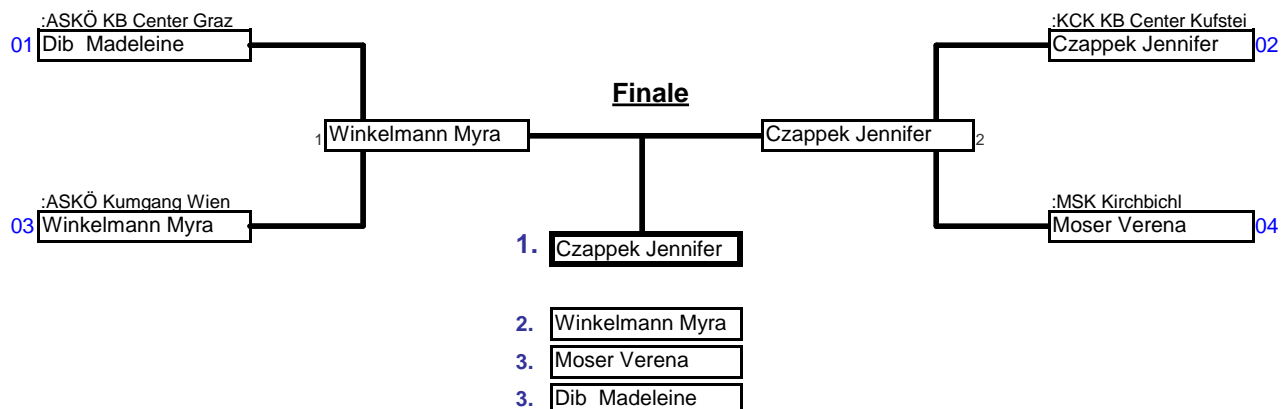 :ASKÖ KB Center Graz
01 Dib  Madeleine
:KCK KB Center Kufstei
Czappek Jennifer 02
Finale
1 Winkelmann Myra
Czappek Jennifer 2
:ASKÖ Kumgang Wien
03 Winkelmann Myra
:MSK Kirchbichl
Moser Verena 04
1. Czappek Jennifer
2. Winkelmann Myra
3. Moser Verena
3. Dib  Madeleine